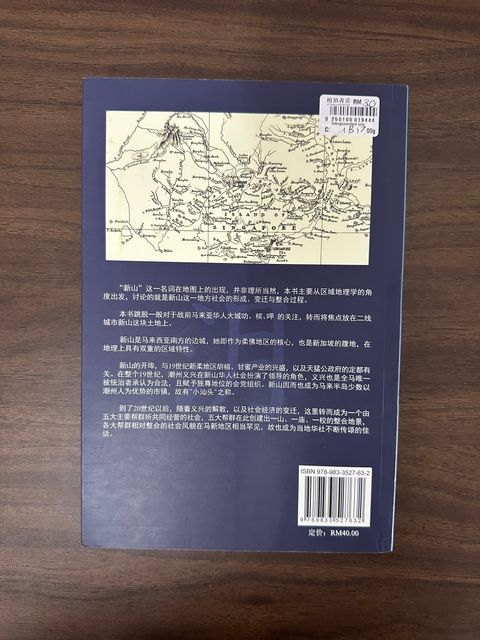 城邦書店 RM 30
9 750100 019444
ISLAND OF
SINGAPORE
“新山”这一名词在地图上的出现，并非理所当然，本书主要从区域地理学的角
度出发，讨论的就是新山这一地方社会的形成、变迁与整合过程。
本书跳脱一般对于战前马来亚华人大城叻、槟、呷 的关注，转而将焦点放在二线
城市新山这块土地上。
新山是马来西亚南方的边城，她即作为柔佛地区的核心，也是新加坡的腹地，在
地理上具有双重的区域特性。
新山的开埠，与19世纪新柔地区胡椒、甘蜜产业的兴盛，以及天猛公政府的定都有
关。在整个19世纪，潮州义兴在新山华人社会扮演了领导的角色，义兴也是全马唯一
被统治者承认为合法，且赋予独尊地位的会党组织。新山因而也成为马来半岛少数以
潮州人为优势的市镇，故有“小汕头”之称。
到了20世纪以后，随着义兴的解散，以及社会经济的变迁，这里转而成为一个由
五大主要帮群所共同经营的社会，五大帮群在此创建出一山、一庙、一校的整合地景，
各大帮群相对整合的社会风貌在马新地区相当罕见，故也成为当地华社不断传颂的佳
话。
ISBN 978-983-3527-63-2
9 789833 527632
定价：RM40.00